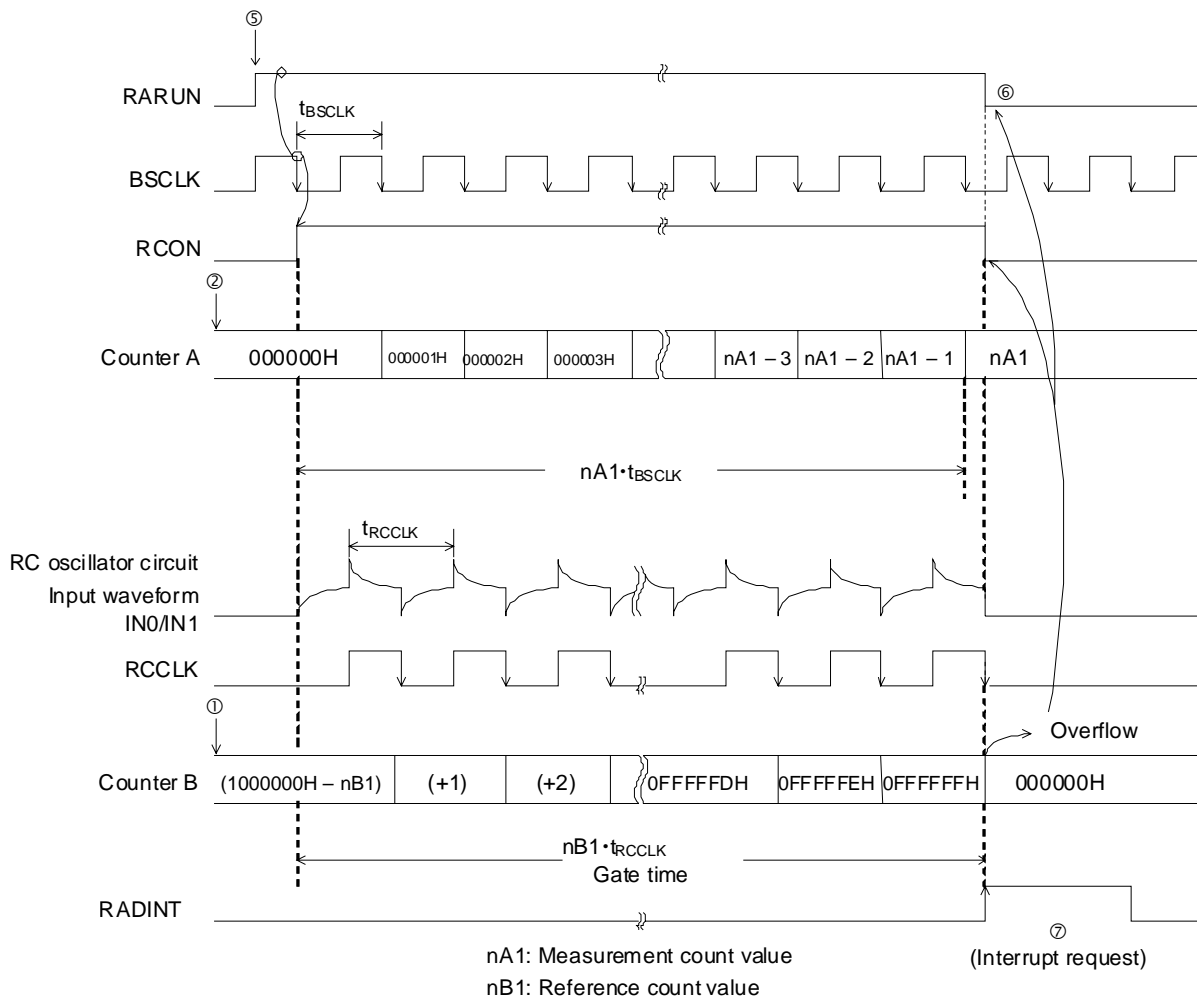 ⑤
RARUN
⑥
tBSCLK
BSCLK
RCON
②
Counter A 000000H 000001H 000002H 000003H nA1 – 3 nA1 – 2 nA1 – 1 nA1
nA1•tBSCLK
tRCCLK
RC oscillator circuit
Input waveform
IN0/IN1
RCCLK
①
Overflow
Counter B (1000000H – nB1) (+1) (+2) 0FFFFFDH 0FFFFFEH 0FFFFFFH 000000H
nB1•tRCCLK
Gate time
RADINT
⑦
nA1: Measurement count value
(Interrupt request)
nB1: Reference count value